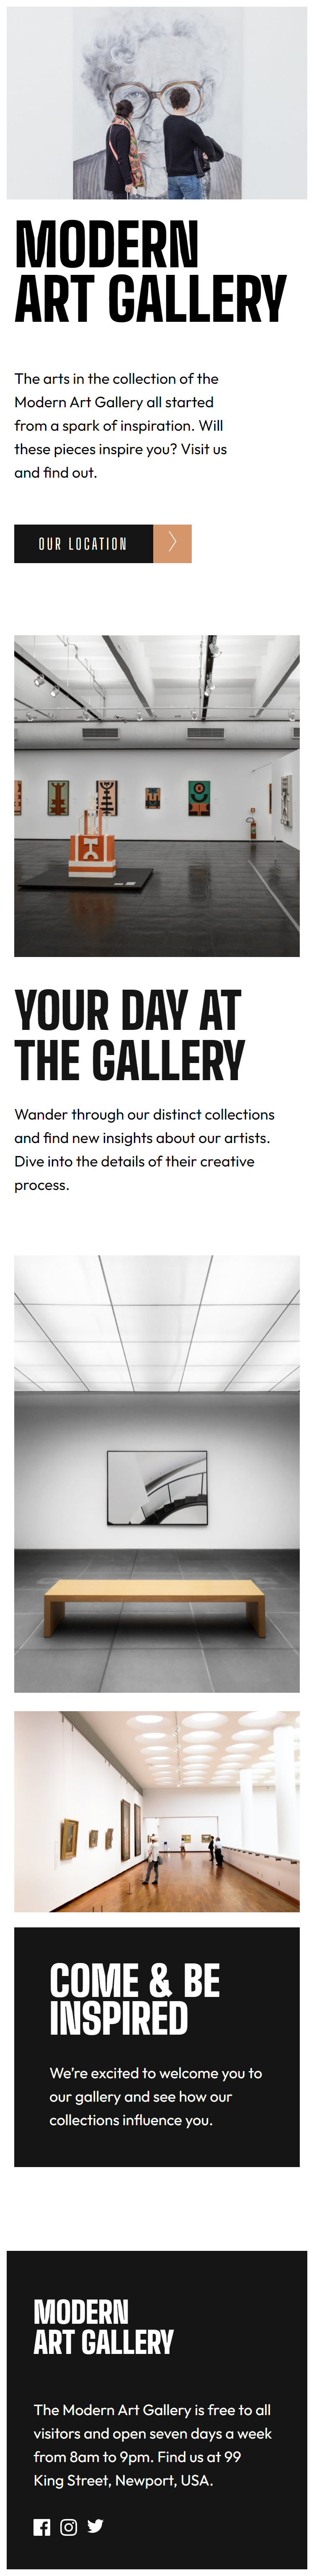 MODERN
ART GALLERY
The arts in the collection of the
Modern Art Gallery all started
from a spark of inspiration. Will
these pieces inspire you? Visit us
and find out.
OUR LOCATION
YOUR DAY AT
THE GALLERY
Wander through our distinct collections
and find new insights about our artists.
Dive into the details of their creative
process.
COME & BE
INSPIRED
We’re excited to welcome you to
our gallery and see how our
collections influence you.
MODERN
ART GALLERY
The Modern Art Gallery is free to all
visitors and open seven days a week
from 8am to 9pm. Find us at 99
King Street, Newport, USA.